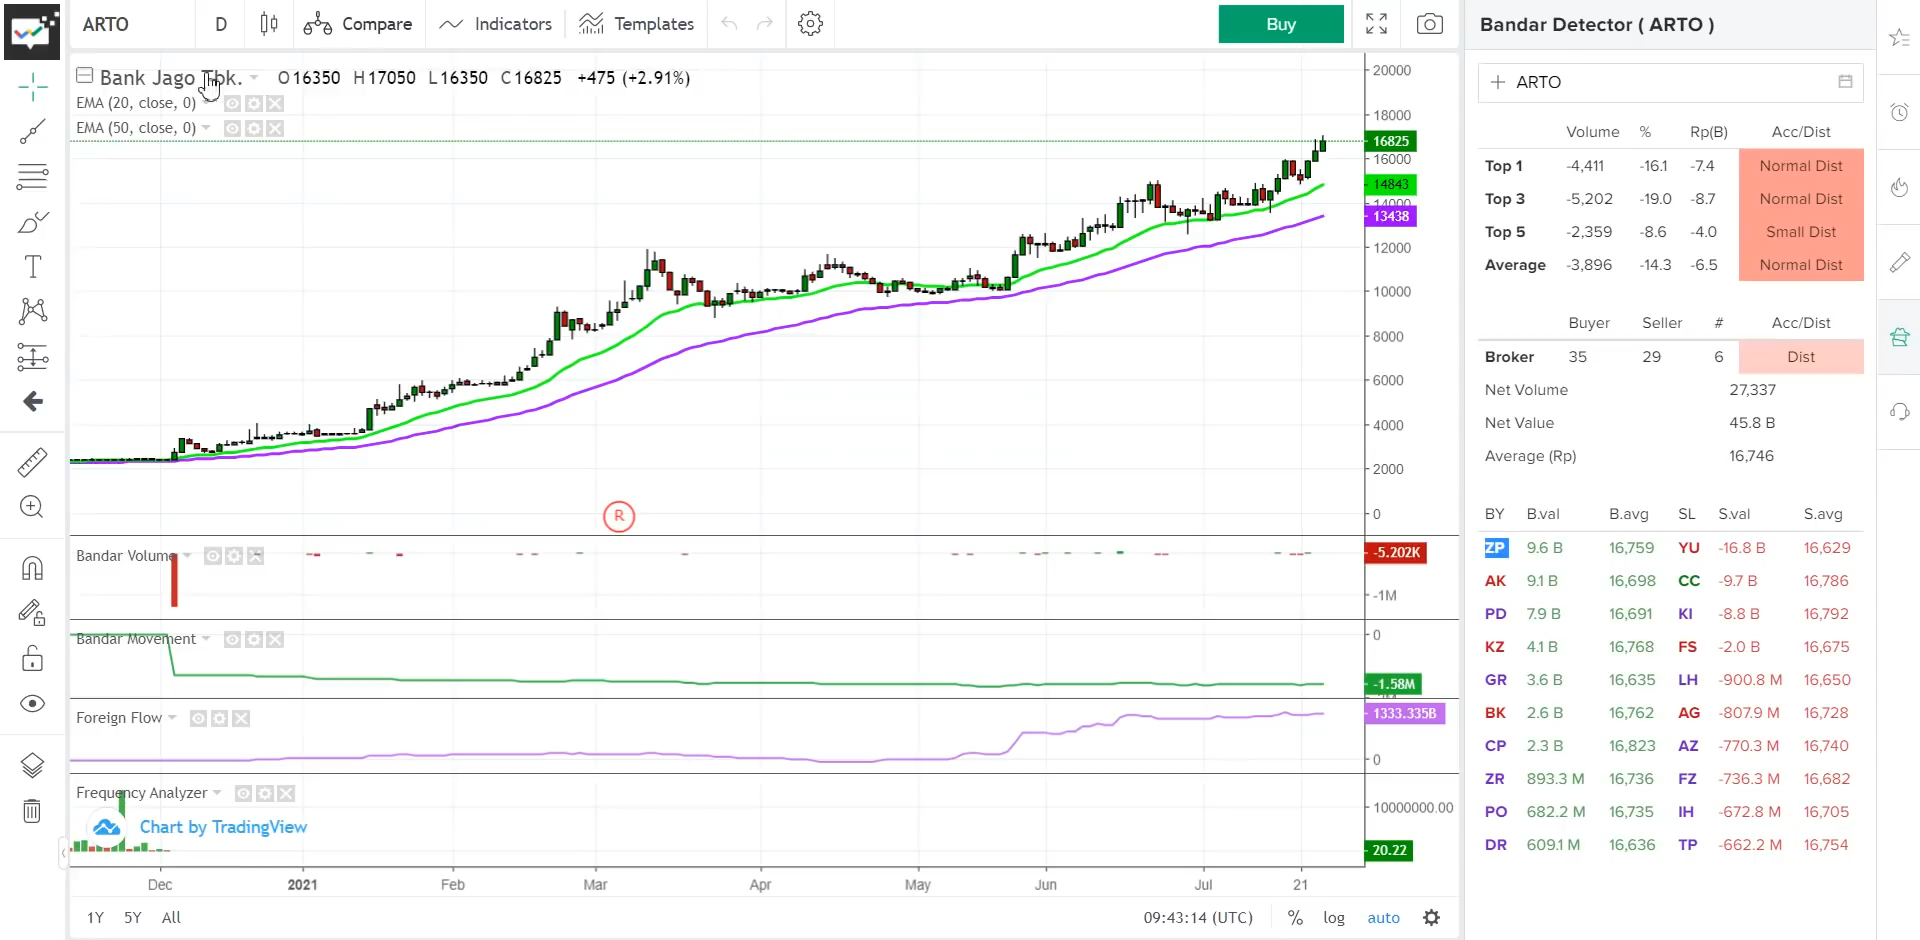 ARTO D Compare Indicators Templates Buy
Bank Jago Tbk. O16350 H17050 L16350 C16825 +475 (+2.91%)
EMA (20, close, 0)
EMA (50, close, 0)
20000
18000
16825
16000
14843
14000
13438
12000
10000
8000
6000
4000
2000
0
R
Bandar Volume
-5.202K
-1M
Bandar Movement
0
-1.58M
Foreign Flow
1333.335B
0
Frequency Analyzer
10000000.00
Chart by TradingView
20.22
Dec 2021 Feb Mar Apr May Jun Jul 21
1Y 5Y All 09:43:14 (UTC) % log auto
Bandar Detector ( ARTO )
ARTO
Volume % Rp(B) Acc/Dist
Top 1 -4,411 -16.1 -7.4 Normal Dist
Top 3 -5,202 -19.0 -8.7 Normal Dist
Top 5 -2,359 -8.6 -4.0 Small Dist
Average -3,896 -14.3 -6.5 Normal Dist
Buyer Seller # Acc/Dist
Broker 35 29 6 Dist
Net Volume 27,337
Net Value 45.8 B
Average (Rp) 16,746
BY B.val B.avg SL S.val S.avg
ZP 9.6 B 16,759 YU -16.8 B 16,629
AK 9.1 B 16,698 CC -9.7 B 16,786
PD 7.9 B 16,691 KI -8.8 B 16,792
KZ 4.1 B 16,768 FS -2.0 B 16,675
GR 3.6 B 16,635 LH -900.8 M 16,650
BK 2.6 B 16,762 AG -807.9 M 16,728
CP 2.3 B 16,823 AZ -770.3 M 16,740
ZR 893.3 M 16,736 FZ -736.3 M 16,682
PO 682.2 M 16,735 IH -672.8 M 16,705
DR 609.1 M 16,636 TP -662.2 M 16,754